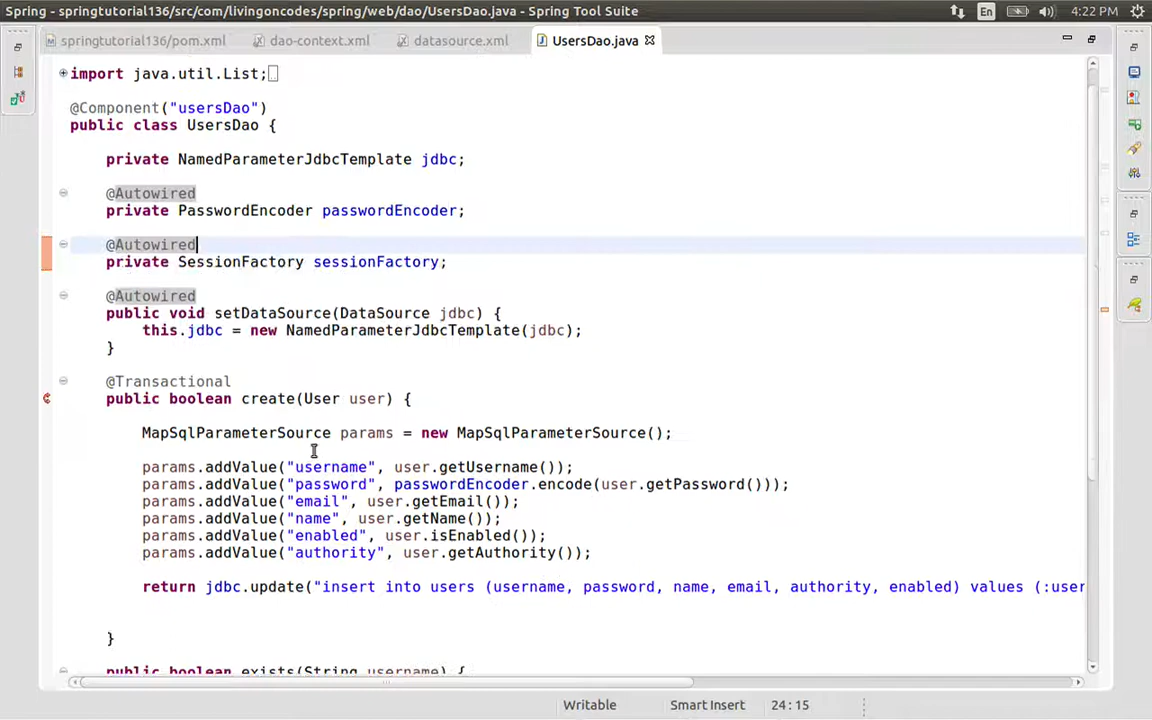 Spring - springtutorial136/src/com/livingoncodes/spring/web/dao/UsersDao.java - Spring Tool Suite
En 4:22 PM
springtutorial136/pom.xml dao-context.xml datasource.xml UsersDao.java
import java.util.List;
@Component("usersDao")
public class UsersDao {
private NamedParameterJdbcTemplate jdbc;
@Autowired
private PasswordEncoder passwordEncoder;
@Autowired
private SessionFactory sessionFactory;
@Autowired
public void setDataSource(DataSource jdbc) {
this.jdbc = new NamedParameterJdbcTemplate(jdbc);
}
@Transactional
public boolean create(User user) {
MapSqlParameterSource params = new MapSqlParameterSource();
params.addValue("username", user.getUsername());
params.addValue("password", passwordEncoder.encode(user.getPassword()));
params.addValue("email", user.getEmail());
params.addValue("name", user.getName());
params.addValue("enabled", user.isEnabled());
params.addValue("authority", user.getAuthority());
return jdbc.update("insert into users (username, password, name, email, authority, enabled) values (:user
}
public boolean exists(String username) {
Writable Smart Insert 24:15